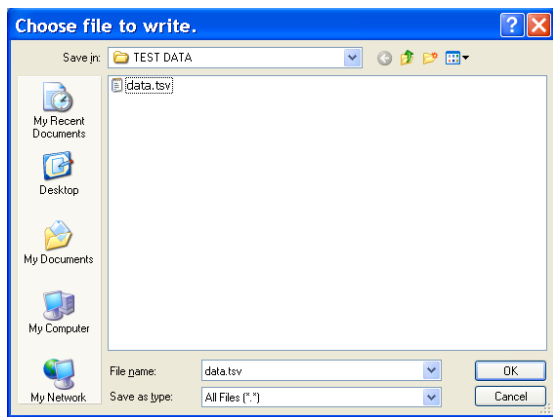 Choose file to write.
Save in:
TEST DATA
data.tsv
My Recent
Documents
Desktop
My Documents
My Computer
My Network
File name:
data.tsv
OK
Save as type:
All Files (*.*)
Cancel